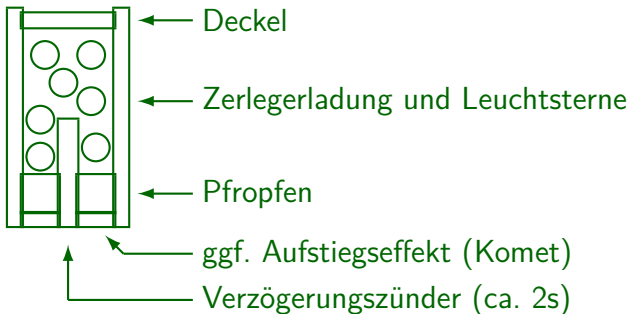 Deckel
Zerlegerladung und Leuchtsterne
Pfropfen
ggf. Aufstiegseffekt (Komet)
Verzögerungszünder (ca. 2s)